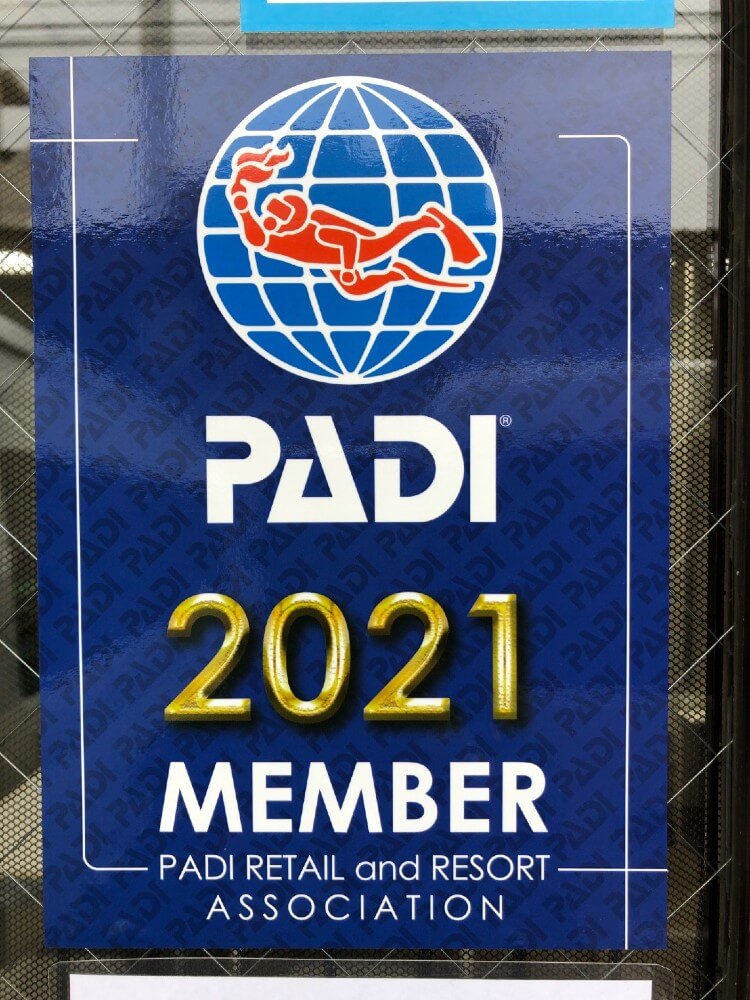 PADI®
2021
MEMBER
PADI RETAIL and RESORT
ASSOCIATION